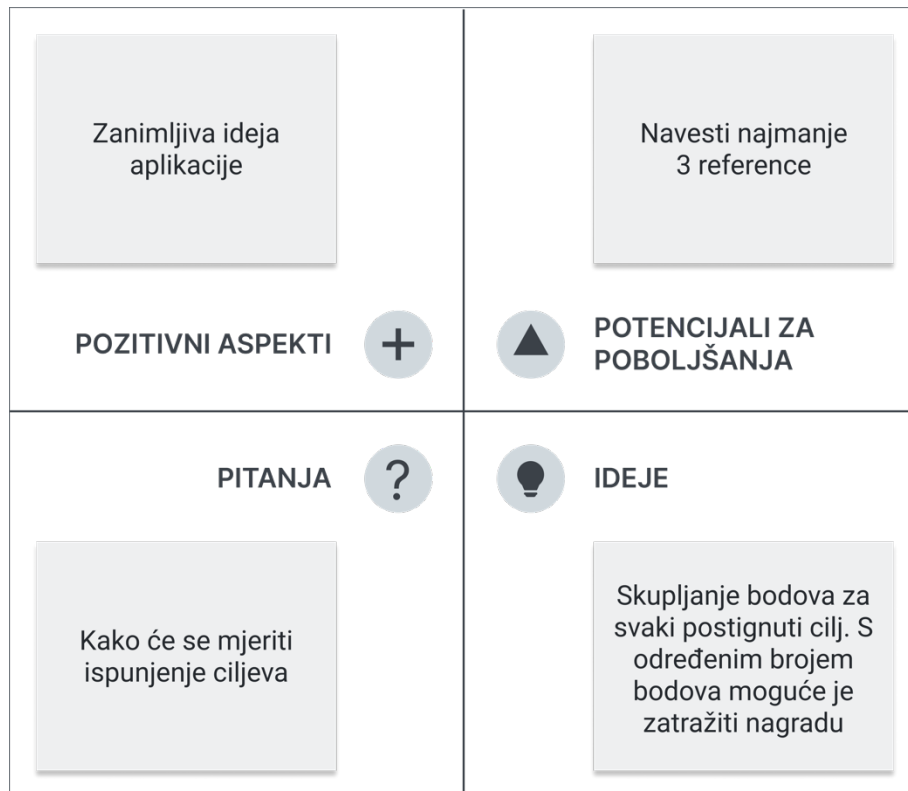 Zanimljiva ideja
aplikacije
POZITIVNI ASPEKTI
+
Navesti najmanje
3 reference
POTENCIJALI ZA
POBOLJŠANJA
PITANJA
?
Kako će se mjeriti
ispunjenje ciljeva
IDEJE
Skupljanje bodova za
svaki postignuti cilj. S
određenim brojem
bodova moguće je
zatražiti nagradu